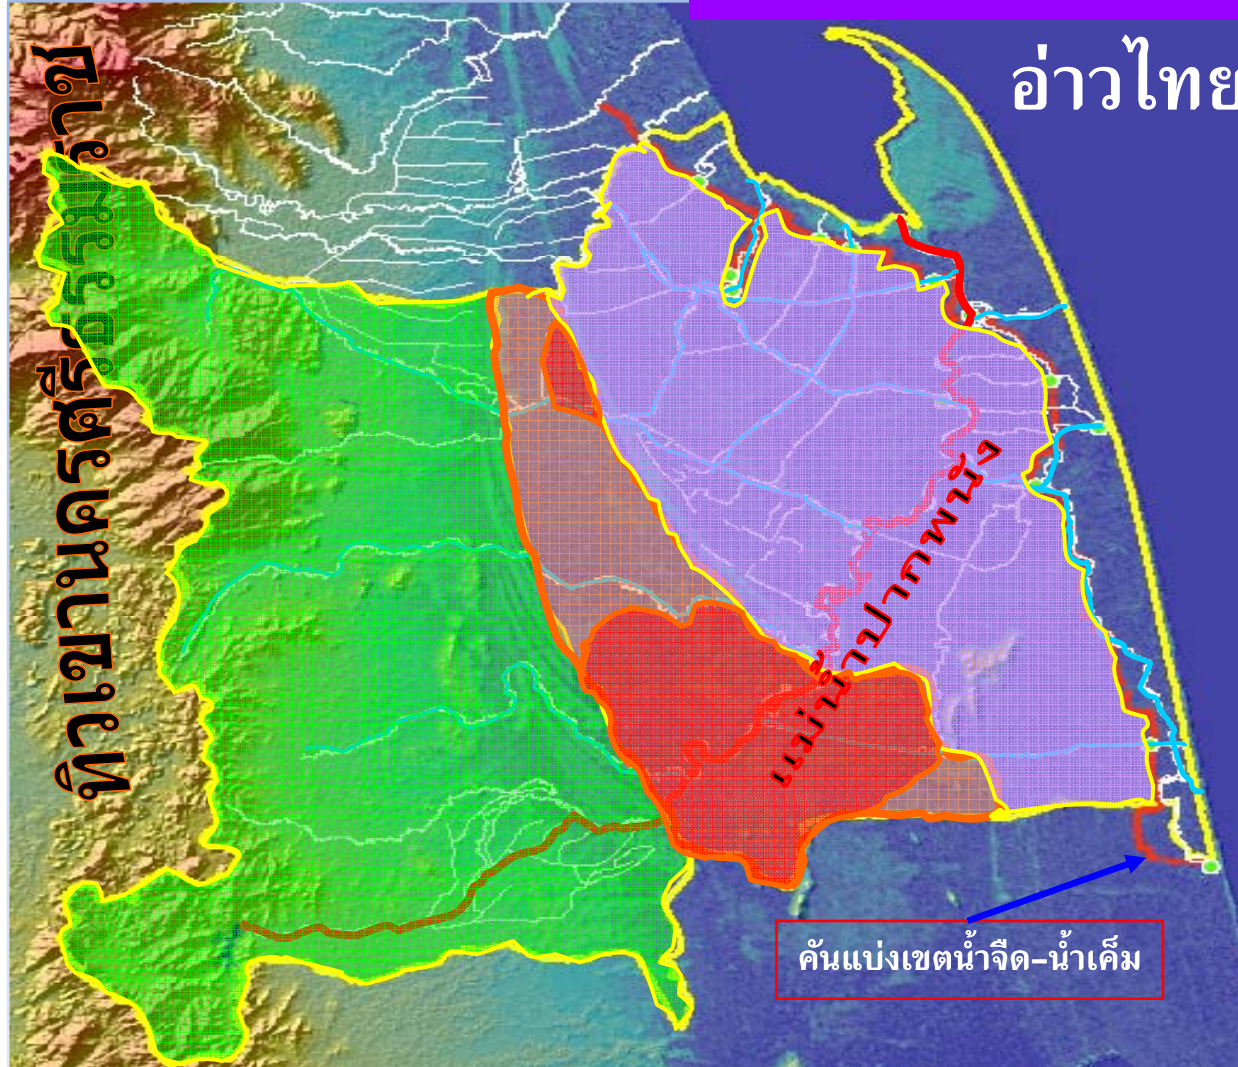 อ่าวไทย
ทิวเขานครศรีธรรมราช
แม่น้ำปากพนัง
คันแบ่งเขตน้ำจืด-น้ำเค็ม